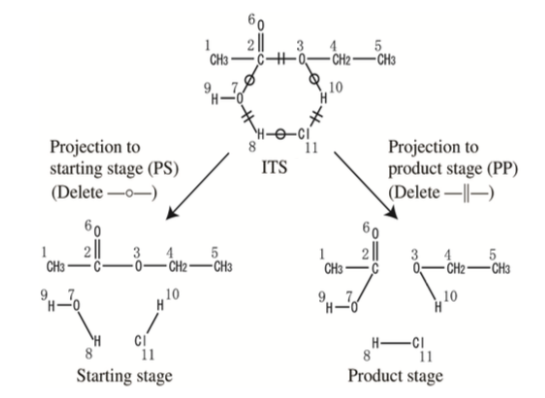 6 O
1 2 3 4 5
CH3 C O CH2 CH3
9 7 10
H O H
H Cl
8 11
Projection to
starting stage (PS)
(Delete —o—)
ITS
Projection to
product stage (PP)
(Delete —||—)
6 O
1 2 3 4 5
CH3 C O CH2 CH3
9 7 10
H O H
H Cl
8 11
Starting stage
6 O
1 2 3 4 5
CH3 C O CH2 CH3
9 7 10
H O H
H Cl
8 11
Product stage